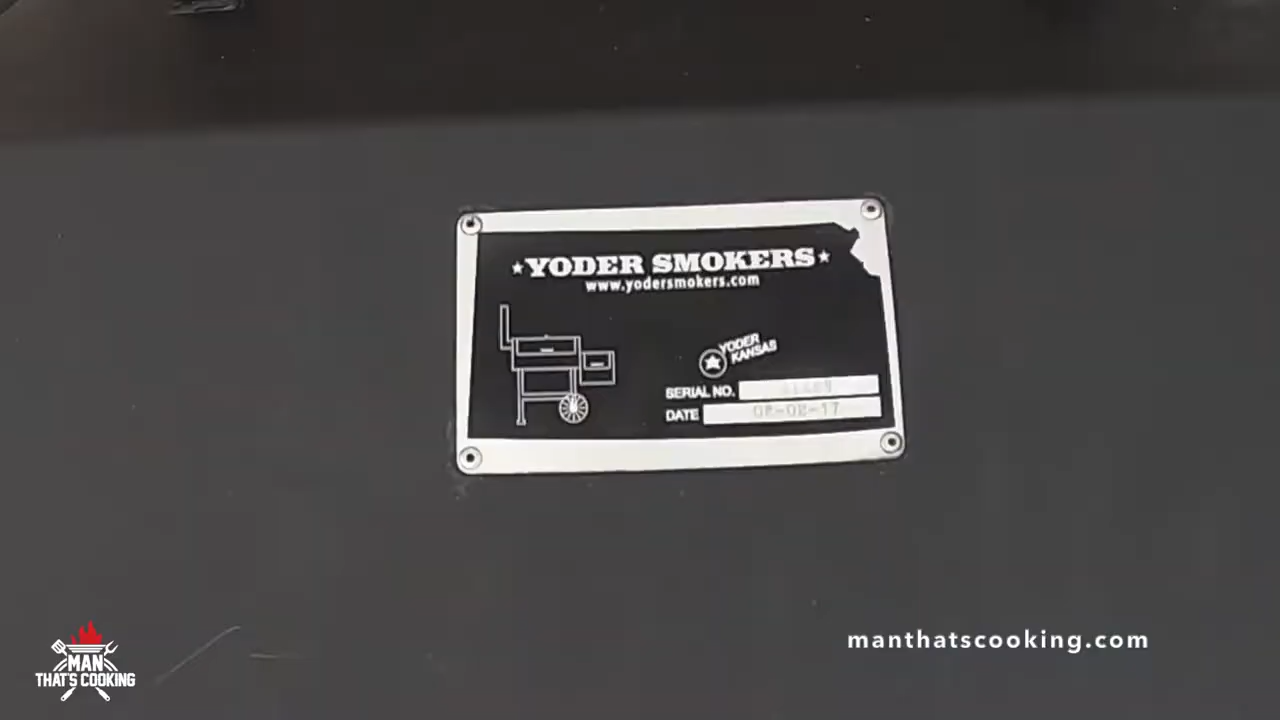 YODER SMOKERS
www.yodersmokers.com
YODER
KANSAS
SERIAL NO.
DATE
manthatscooking.com
MAN
THAT'S COOKING